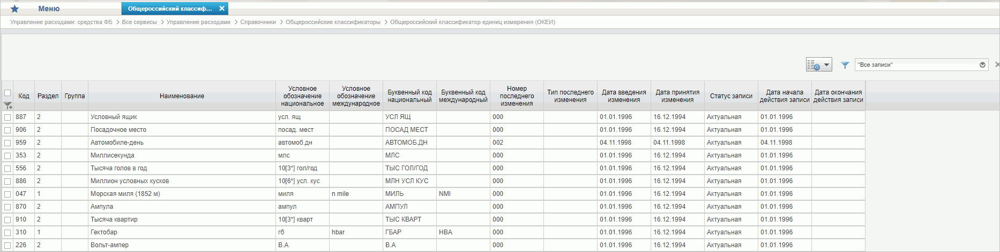 Меню
Общероссийский классиф...
Управление расходами: средства ФБ > Все сервисы > Управление расходами > Справочники > Общероссийские классификаторы > Общероссийский классификатор единиц измерения (ОКЕИ)
"Все записи"
Код Раздел Группа Наименование Условное обозначение национальное Условное обозначение международное Буквенный код национальный Буквенный код международный Номер последнего изменения Тип последнего изменения Дата введения изменения Дата принятия изменения Статус записи Дата начала действия записи Дата окончания действия записи
887 2 Условный ящик усл. ящ УСЛ ЯЩ 000 01.01.1996 16.12.1994 Актуальная 01.01.1996
906 2 Посадочное место посад. мест ПОСАД МЕСТ 000 01.01.1996 16.12.1994 Актуальная 01.01.1996
959 2 Автомобиле-день автомоб.дн АВТОМОБ.ДН 002 04.11.1998 04.11.1998 Актуальная 04.11.1998
353 2 Миллисекунда млс МЛС 000 01.01.1996 16.12.1994 Актуальная 01.01.1996
556 2 Тысяча голов в год 10[3*] гол/год ТЫС ГОЛ/ГОД 000 01.01.1996 16.12.1994 Актуальная 01.01.1996
886 2 Миллион условных кусков 10[6*] усл. кус МЛН УСЛ КУС 000 01.01.1996 16.12.1994 Актуальная 01.01.1996
047 1 Морская миля (1852 м) миля n mile МИЛЬ NMI 000 01.01.1996 16.12.1994 Актуальная 01.01.1996
870 2 Ампула ампул АМПУЛ 000 01.01.1996 16.12.1994 Актуальная 01.01.1996
910 2 Тысяча квартир 10[3*] кварт ТЫС КВАРТ 000 01.01.1996 16.12.1994 Актуальная 01.01.1996
310 1 Гектобар гб hbar ГБАР HBA 000 01.01.1996 16.12.1994 Актуальная 01.01.1996
226 2 Вольт-ампер В.А В.А 000 01.01.1996 16.12.1994 Актуальная 01.01.1996